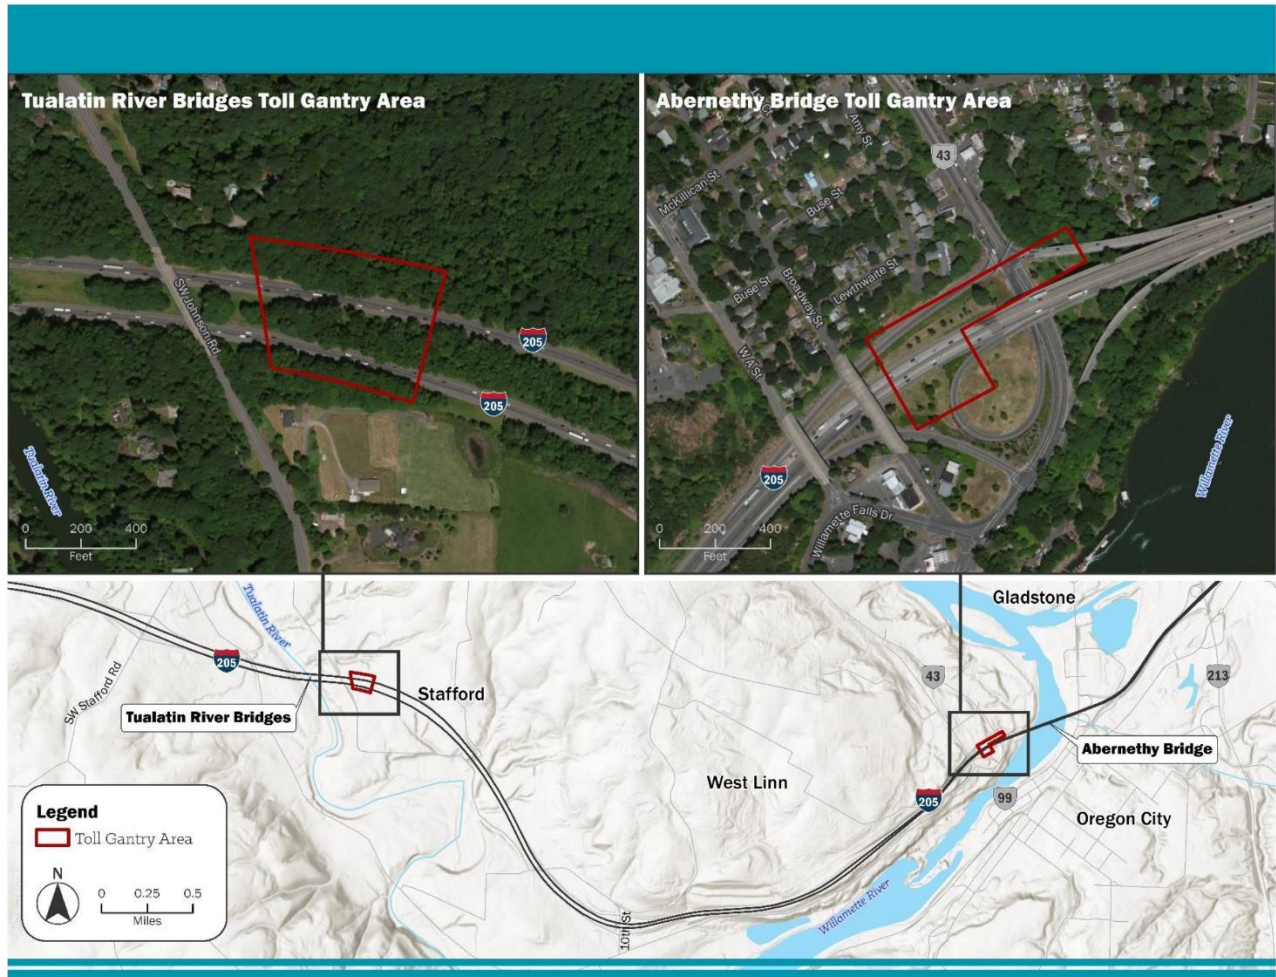 Tualatin River Bridges Toll Gantry Area
SW Johnson Rd
205
205
Tualatin River
0 200 400
Feet
Abernethy Bridge Toll Gantry Area
Amy St
43
McKillican St
Buse St
Buse St
Broadway St
Lewthwaite St
W/A St
205
Willamette Falls Dr
Willamette River
0 200 400
Feet
Tualatin River
205
SW Stafford Rd
Tualatin River Bridges
Stafford
West Linn
10th St
Gladstone
43
213
Abernethy Bridge
205
99
Oregon City
Willamette River
Legend
Toll Gantry Area
N
0 0.25 0.5
Miles